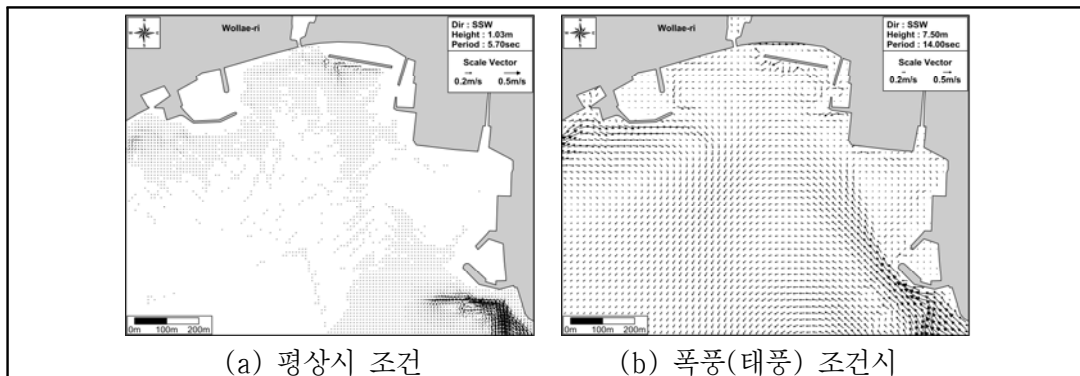 Wollae-ri
Dir : SSW
Height : 1.03m
Period : 5.70sec
Scale Vector
0.2m/s 0.5m/s
0m 100m 200m
Wollae-ri
Dir : SSW
Height : 7.50m
Period : 14.00sec
Scale Vector
0.2m/s 0.5m/s
0m 100m 200m
(a) 평상시 조건
(b) 폭풍(태풍) 조건시